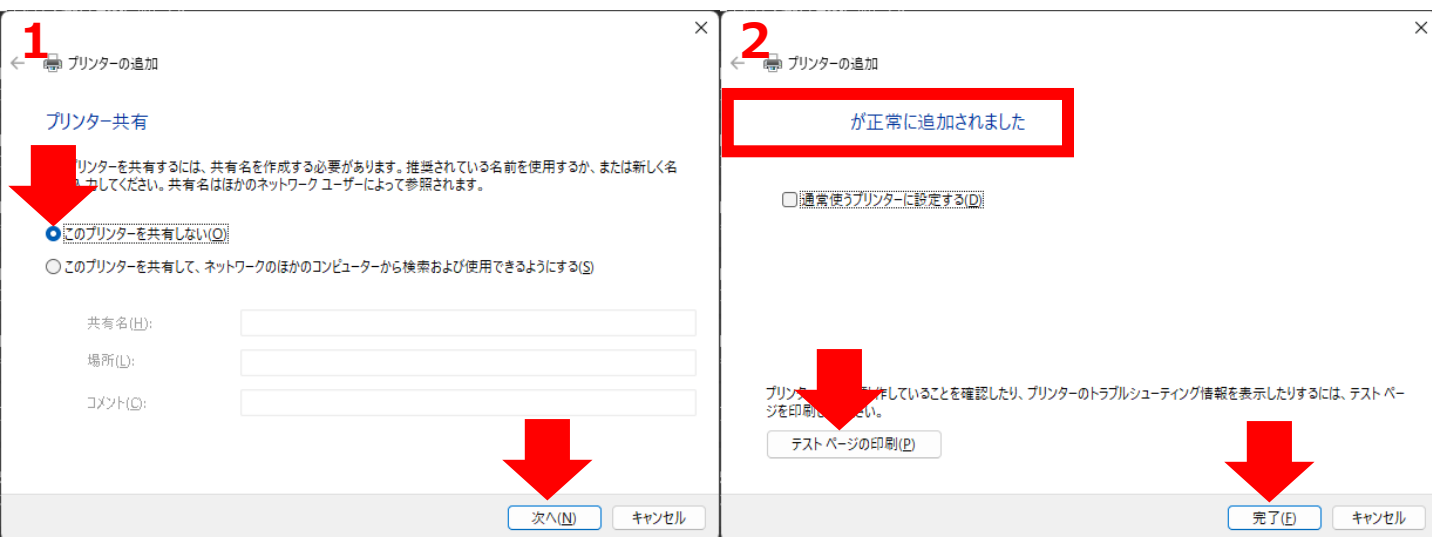 1
プリンターの追加
プリンター共有
リンターを共有するには、共有名を作成する必要があります。推奨されている名前を使用するか、または新しく名
力してください。共有名はほかのネットワーク ユーザーによって参照されます。
このプリンターを共有しない(O)
このプリンターを共有して、ネットワークのほかのコンピューターから検索および使用できるようにする(S)
共有名(H):
場所(L):
コメント(C):
次へ(N)
キャンセル
2
プリンターの追加
が正常に追加されました
通常使うプリンターに設定する(D)
プリン 作していることを確認したり、プリンターのトラブルシューティング情報を表示したりするには、テスト ペー
ジを印刷 さい。
テスト ページの印刷(P)
完了(F)
キャンセル